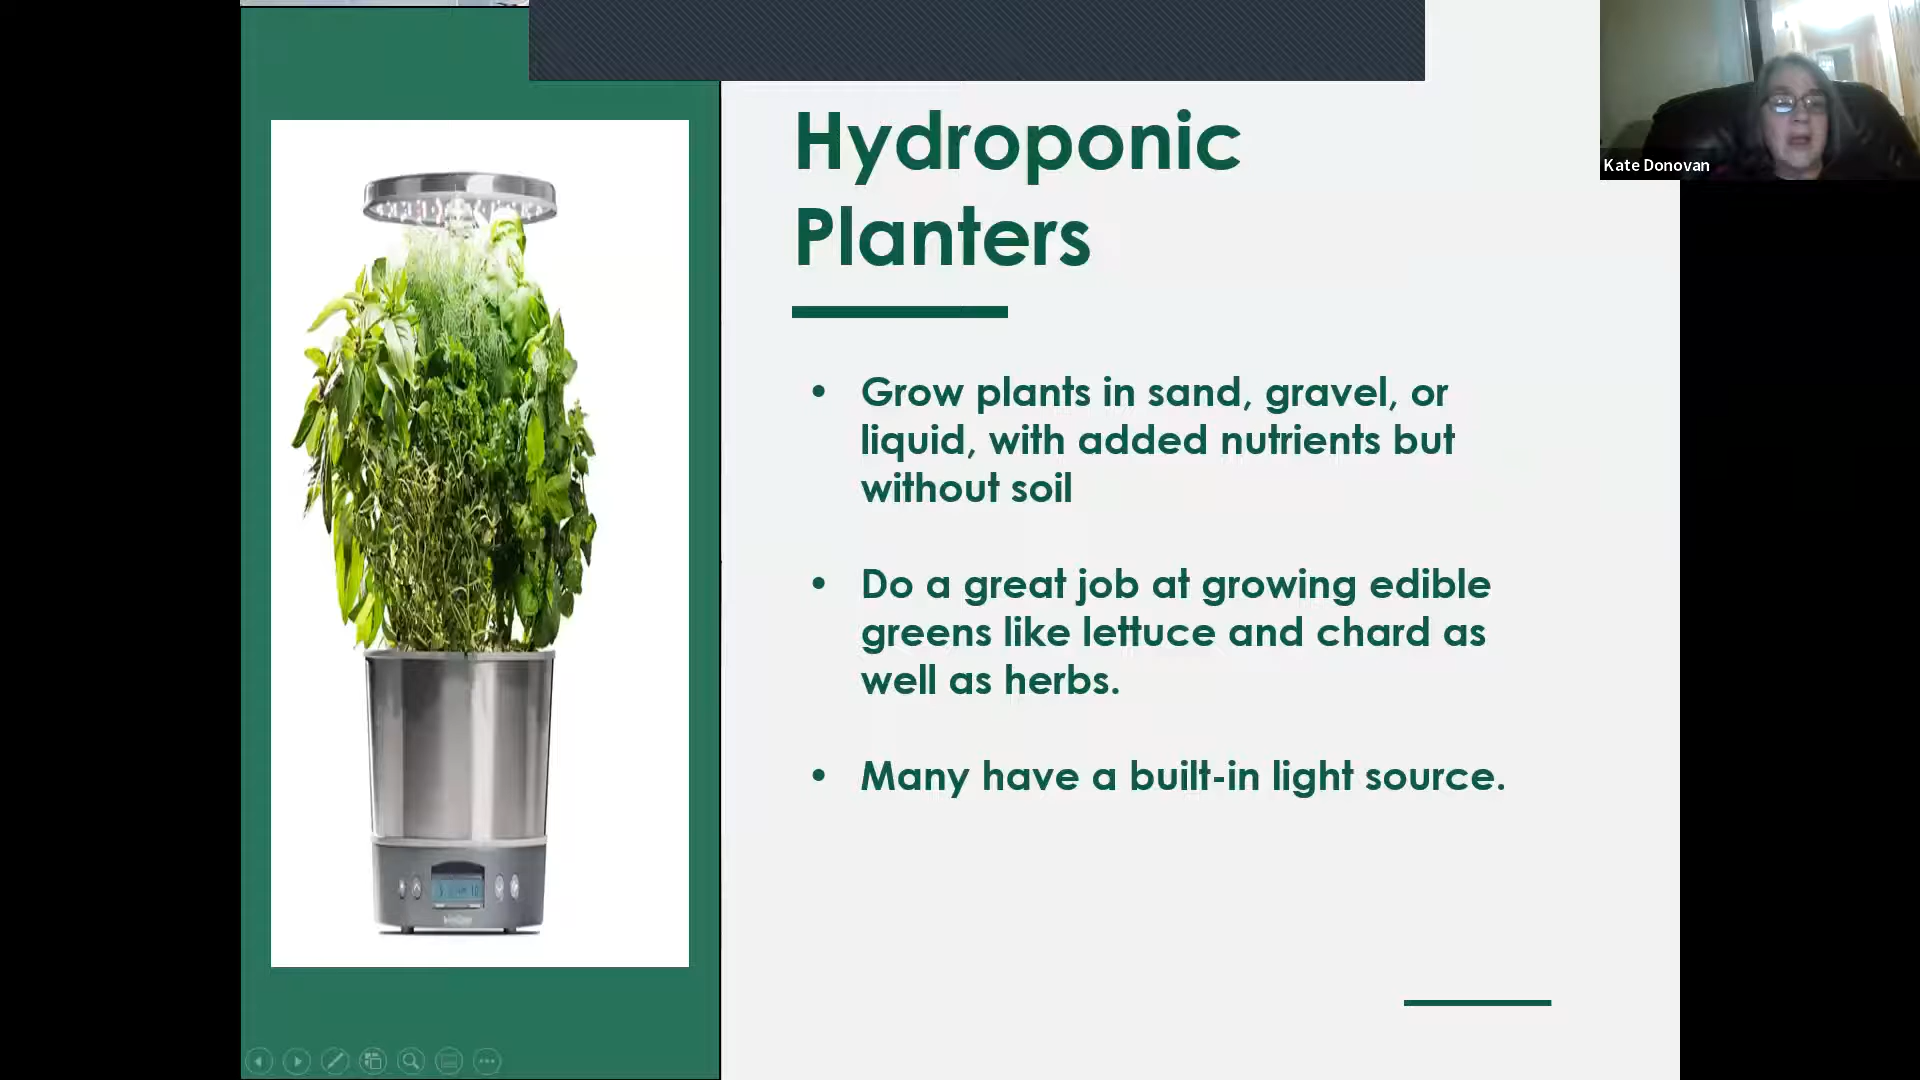 Hydroponic
Planters
• Grow plants in sand, gravel, or
liquid, with added nutrients but
without soil
• Do a great job at growing edible
greens like lettuce and chard as
well as herbs.
• Many have a built-in light source.
Kate Donovan